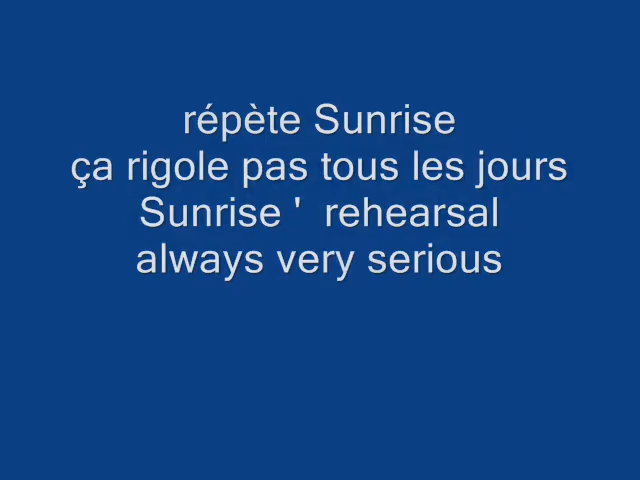 répète Sunrise
ça rigole pas tous les jours
Sunrise '  rehearsal
always very serious